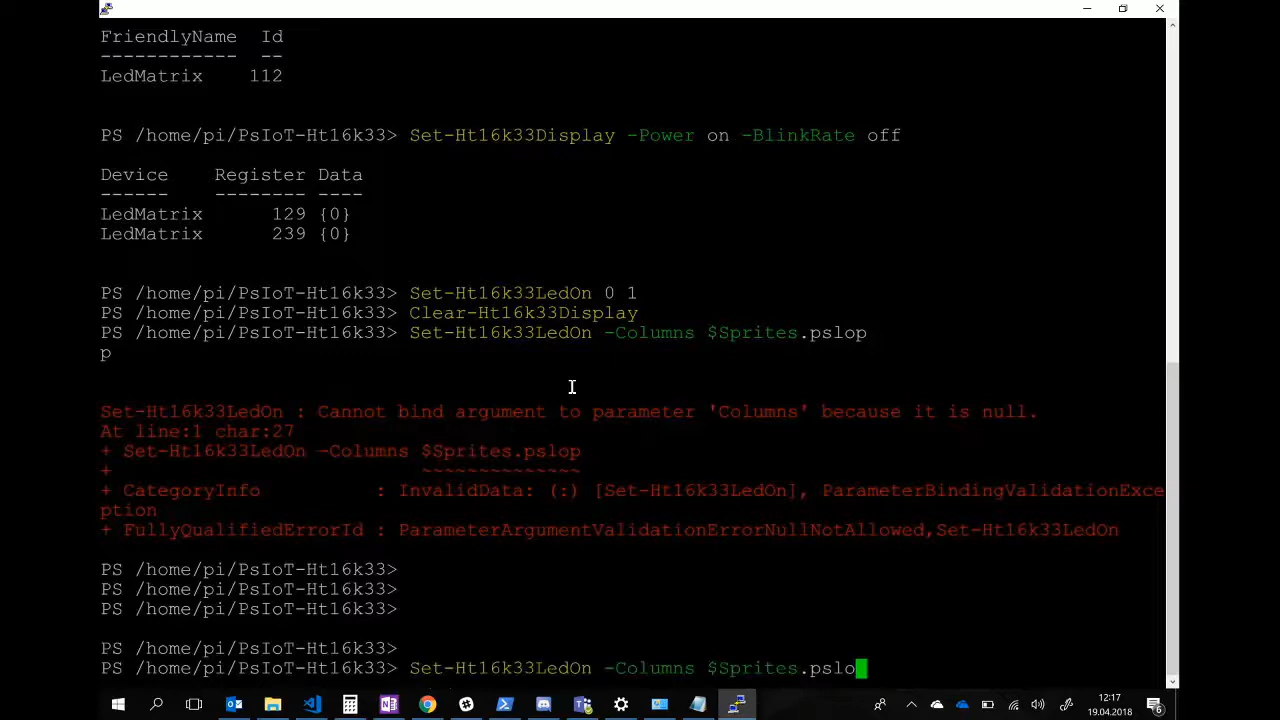 FriendlyName  Id
------------  --
LedMatrix    112
PS /home/pi/PsIoT-Ht16k33> Set-Ht16k33Display -Power on -BlinkRate off
Device    Register Data
------    -------- ----
LedMatrix      129 {0}
LedMatrix      239 {0}
PS /home/pi/PsIoT-Ht16k33> Set-Ht16k33LedOn 0 1
PS /home/pi/PsIoT-Ht16k33> Clear-Ht16k33Display
PS /home/pi/PsIoT-Ht16k33> Set-Ht16k33LedOn -Columns $Sprites.pslop
p
Set-Ht16k33LedOn : Cannot bind argument to parameter 'Columns' because it is null.
At line:1 char:27
+ Set-Ht16k33LedOn -Columns $Sprites.pslop
+                           ~~~~~~~~~~~~~~
+ CategoryInfo          : InvalidData: (:) [Set-Ht16k33LedOn], ParameterBindingValidationExce
ption
+ FullyQualifiedErrorId : ParameterArgumentValidationErrorNullNotAllowed,Set-Ht16k33LedOn
PS /home/pi/PsIoT-Ht16k33>
PS /home/pi/PsIoT-Ht16k33>
PS /home/pi/PsIoT-Ht16k33>
PS /home/pi/PsIoT-Ht16k33>
PS /home/pi/PsIoT-Ht16k33> Set-Ht16k33LedOn -Columns $Sprites.pslo
12:17
19.04.2018
6